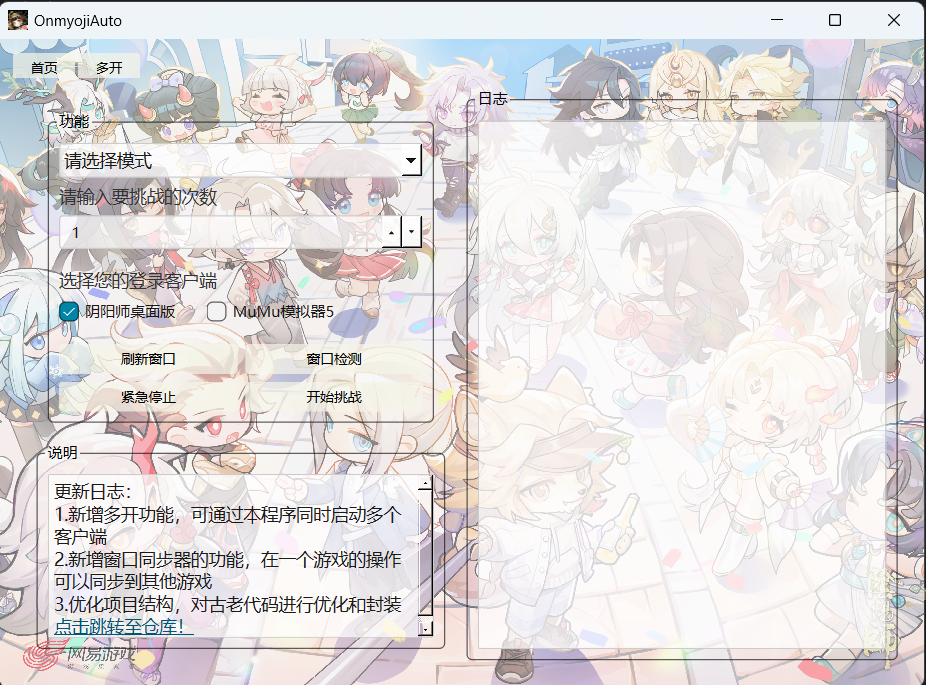 OnmyojiAuto
首页
多开
功能
请选择模式
请输入要挑战的次数
1
选择您的登录客户端
阴阳师桌面版
MuMu模拟器5
刷新窗口
窗口检测
紧急停止
开始挑战
说明
更新日志：
1.新增多开功能，可通过本程序同时启动多个
客户端
2.新增窗口同步器的功能，在一个游戏的操作
可以同步到其他游戏
3.优化项目结构，对古老代码进行优化和封装
点击跳转至仓库！
网易游戏
日志